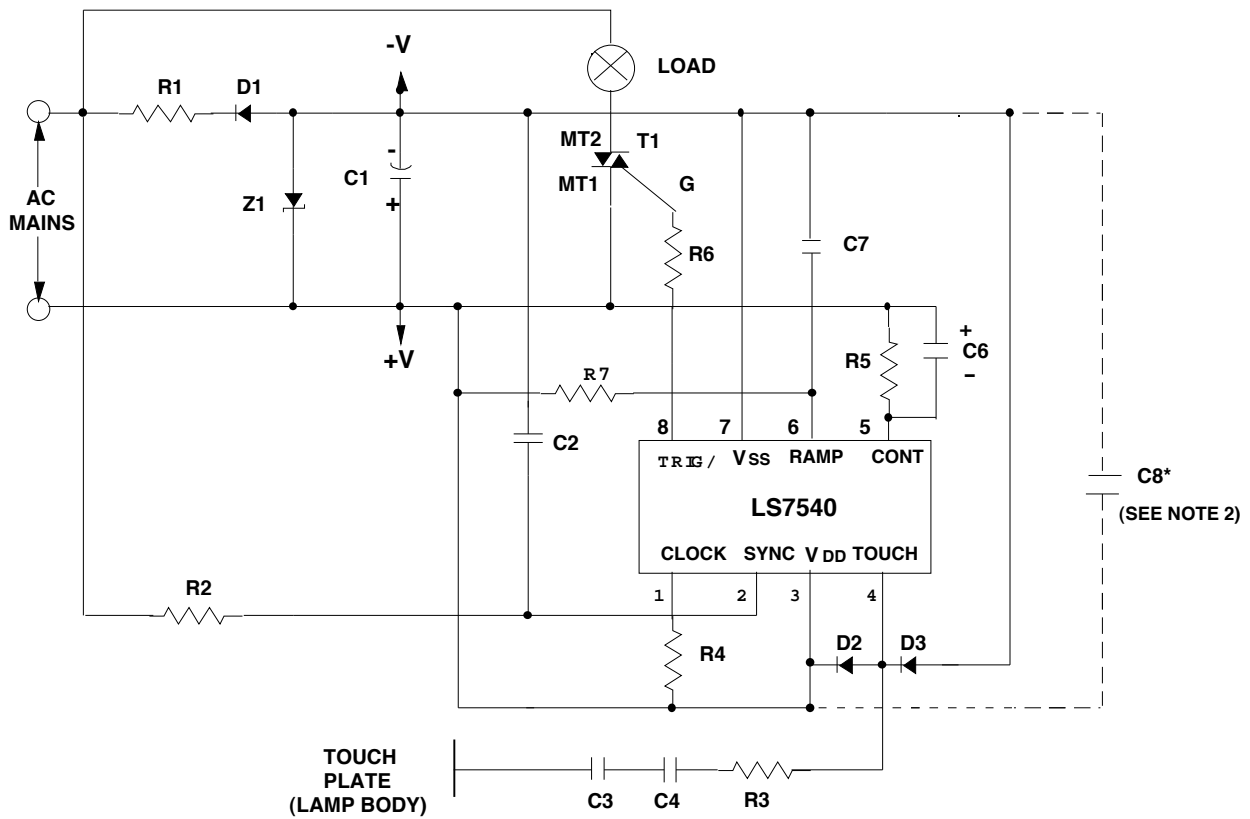 -V
LOAD
R1
D1
MT2
T1
-
C1
+
MT1
G
AC
MAINS
Z1
R6
C7
+V
+
C6
-
R5
R7
8
7
6
5
C2
TRIG/
VSS
RAMP
CONT
C8*
(SEE NOTE 2)
LS7540
CLOCK
SYNC
VDD
TOUCH
R2
1
2
3
4
R4
D2
D3
TOUCH
PLATE
(LAMP BODY)
C3
C4
R3